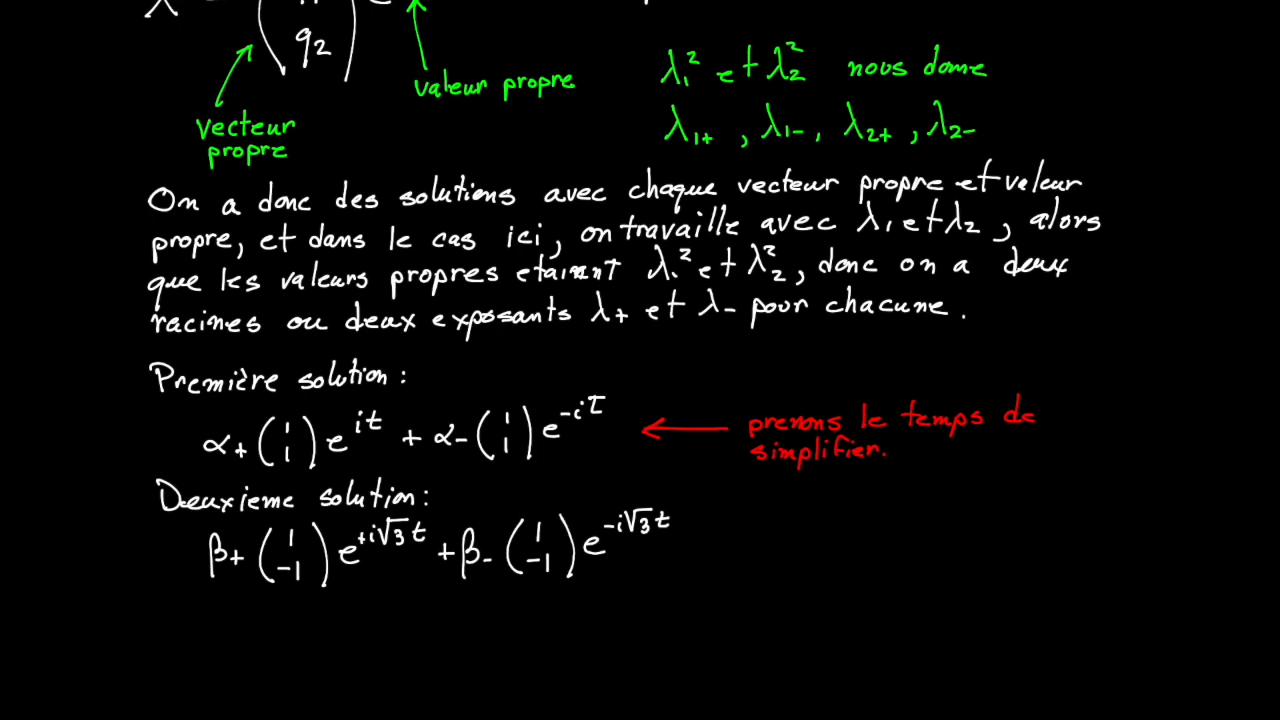 q2
valeur propre
vecteur
propre
λ₁² et λ₂² nous donne
λ₁₊ , λ₁₋ , λ₂₊ , λ₂₋
On a donc des solutions avec chaque vecteur propre et valeur
propre, et dans le cas ici, on travaille avec λ₁ et λ₂ , alors
que les valeurs propres etaient λ₁² et λ₂², donc on a deux
racines ou deux exposants λ₊ et λ₋ pour chacune.
Première solution :
α₊ (1 1) e^{it} + α₋ (1 1) e^{-it}
prenons le temps de
simplifier.
Deuxieme solution :
β₊ (1 -1) e^{+i√3t} + β₋ (1 -1) e^{-i√3t}